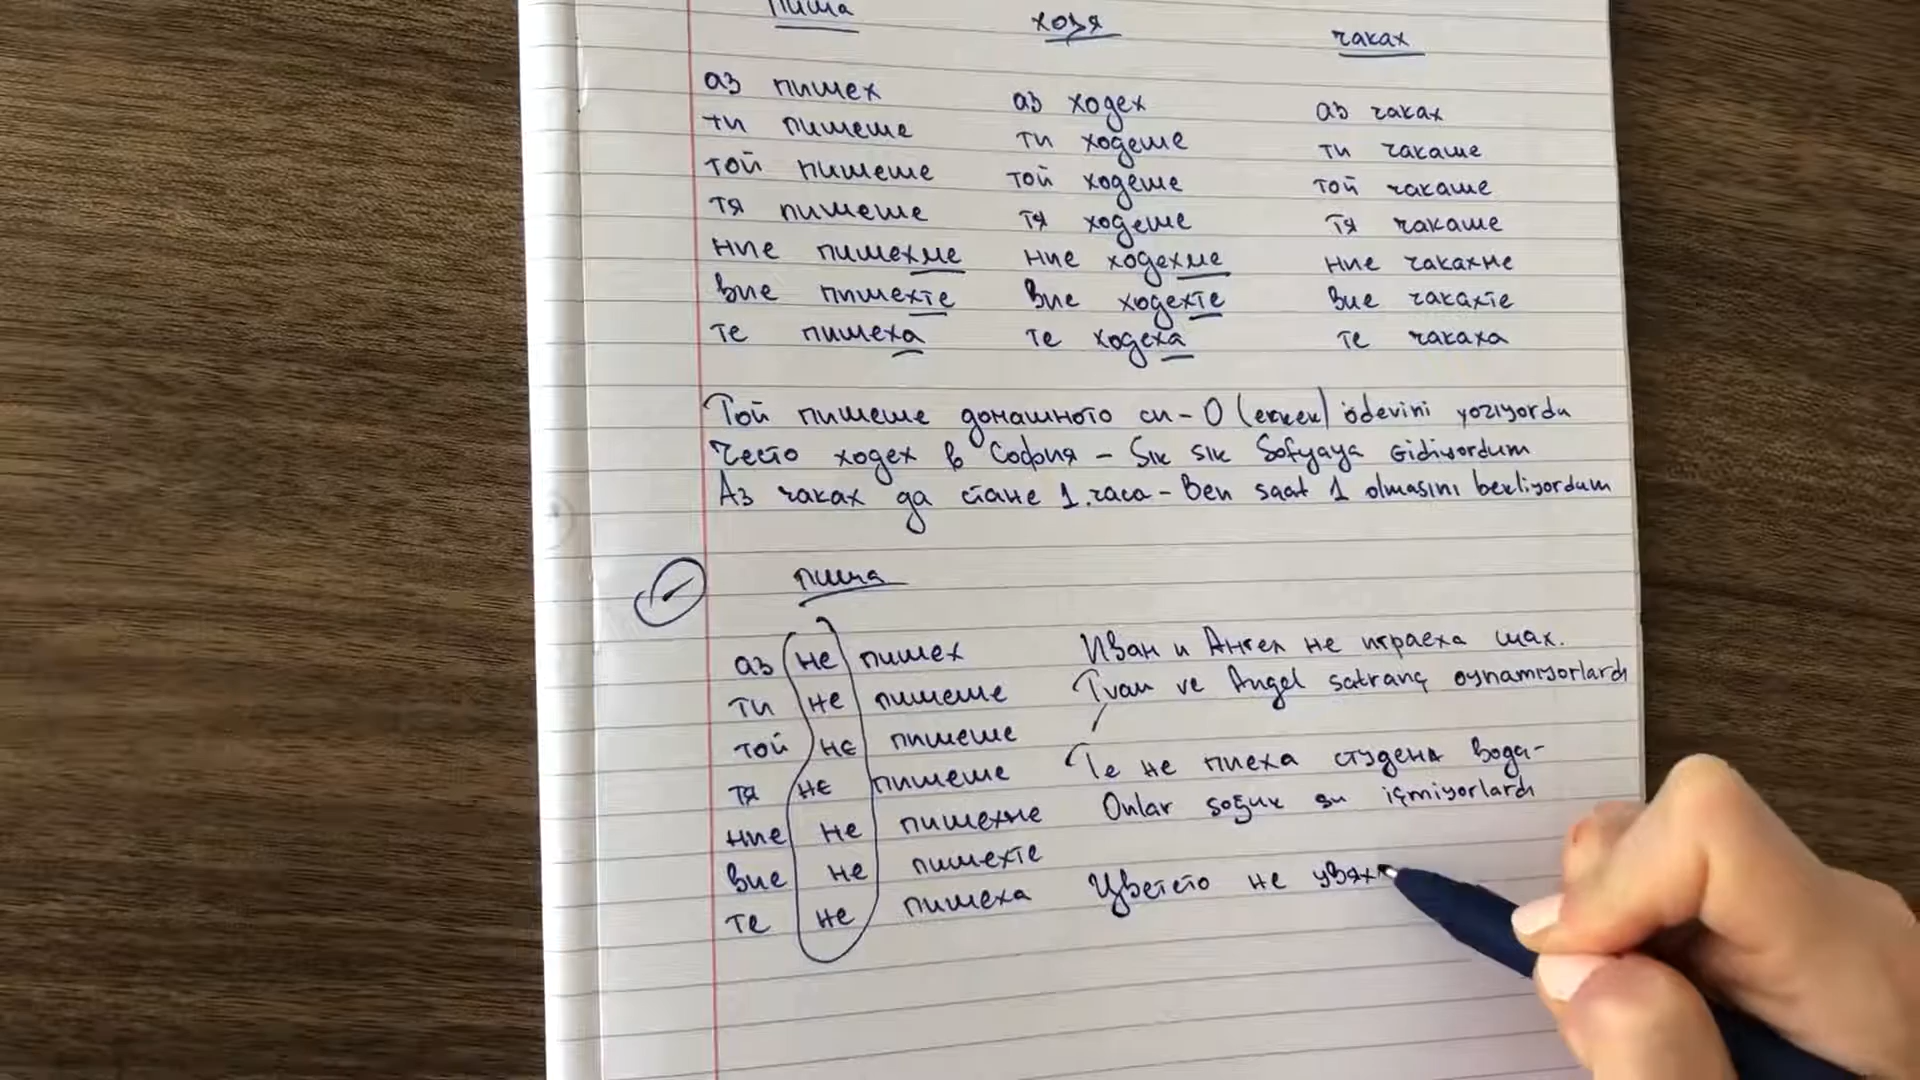 пиша ходя чаках
аз пишех аз ходех аз чаках
ти пишеше ти ходеше ти чакаше
той пишеше той ходеше той чакаше
тя пишеше тя ходеше тя чакаше
ние пишехме ние ходехме ние чакахме
вие пишехте вие ходехте вие чакахте
те пишеха те ходеха те чакаха
Той пишеше домашното си - O (erkek) ödevini yazıyordu
Често ходех в София - Sık sık Sofyaya Gidiyordum
Аз чаках да стане 1. часа - Ben saat 1 olmasını bekliyordum
пиша
аз не пишех Иван и Ангел не играеха шах.
ти не пишеше Ivan ve Angel satranç oynamıyorlardı
той не пишеше
тя не пишеше Те не пиеха студена вода -
ние не пишехме Onlar soğuk su içmiyorlardı
вие не пишехте
те не пишеха Цветето не увях